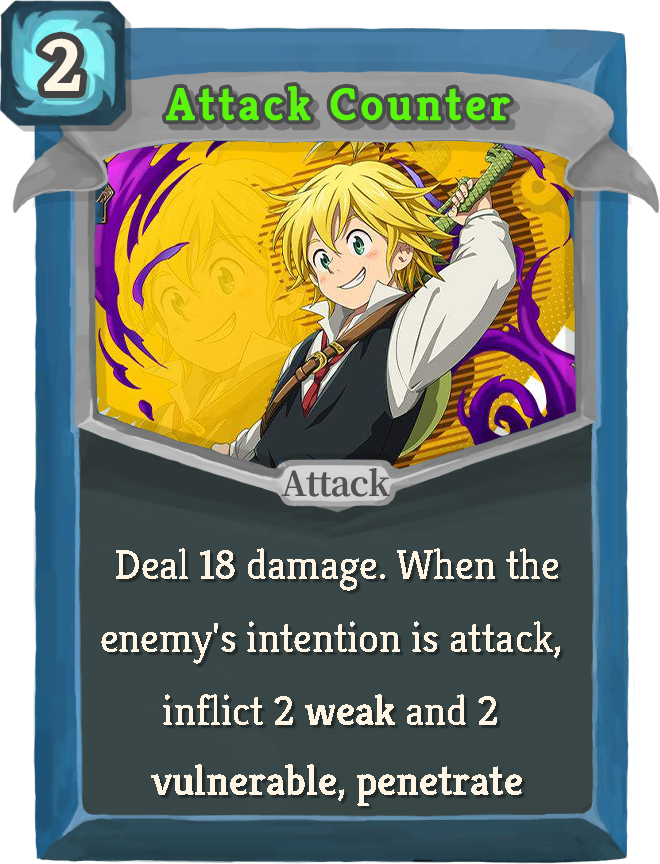 2
Attack Counter
Attack
Deal 18 damage. When the
enemy's intention is attack,
inflict 2 weak and 2
vulnerable, penetrate